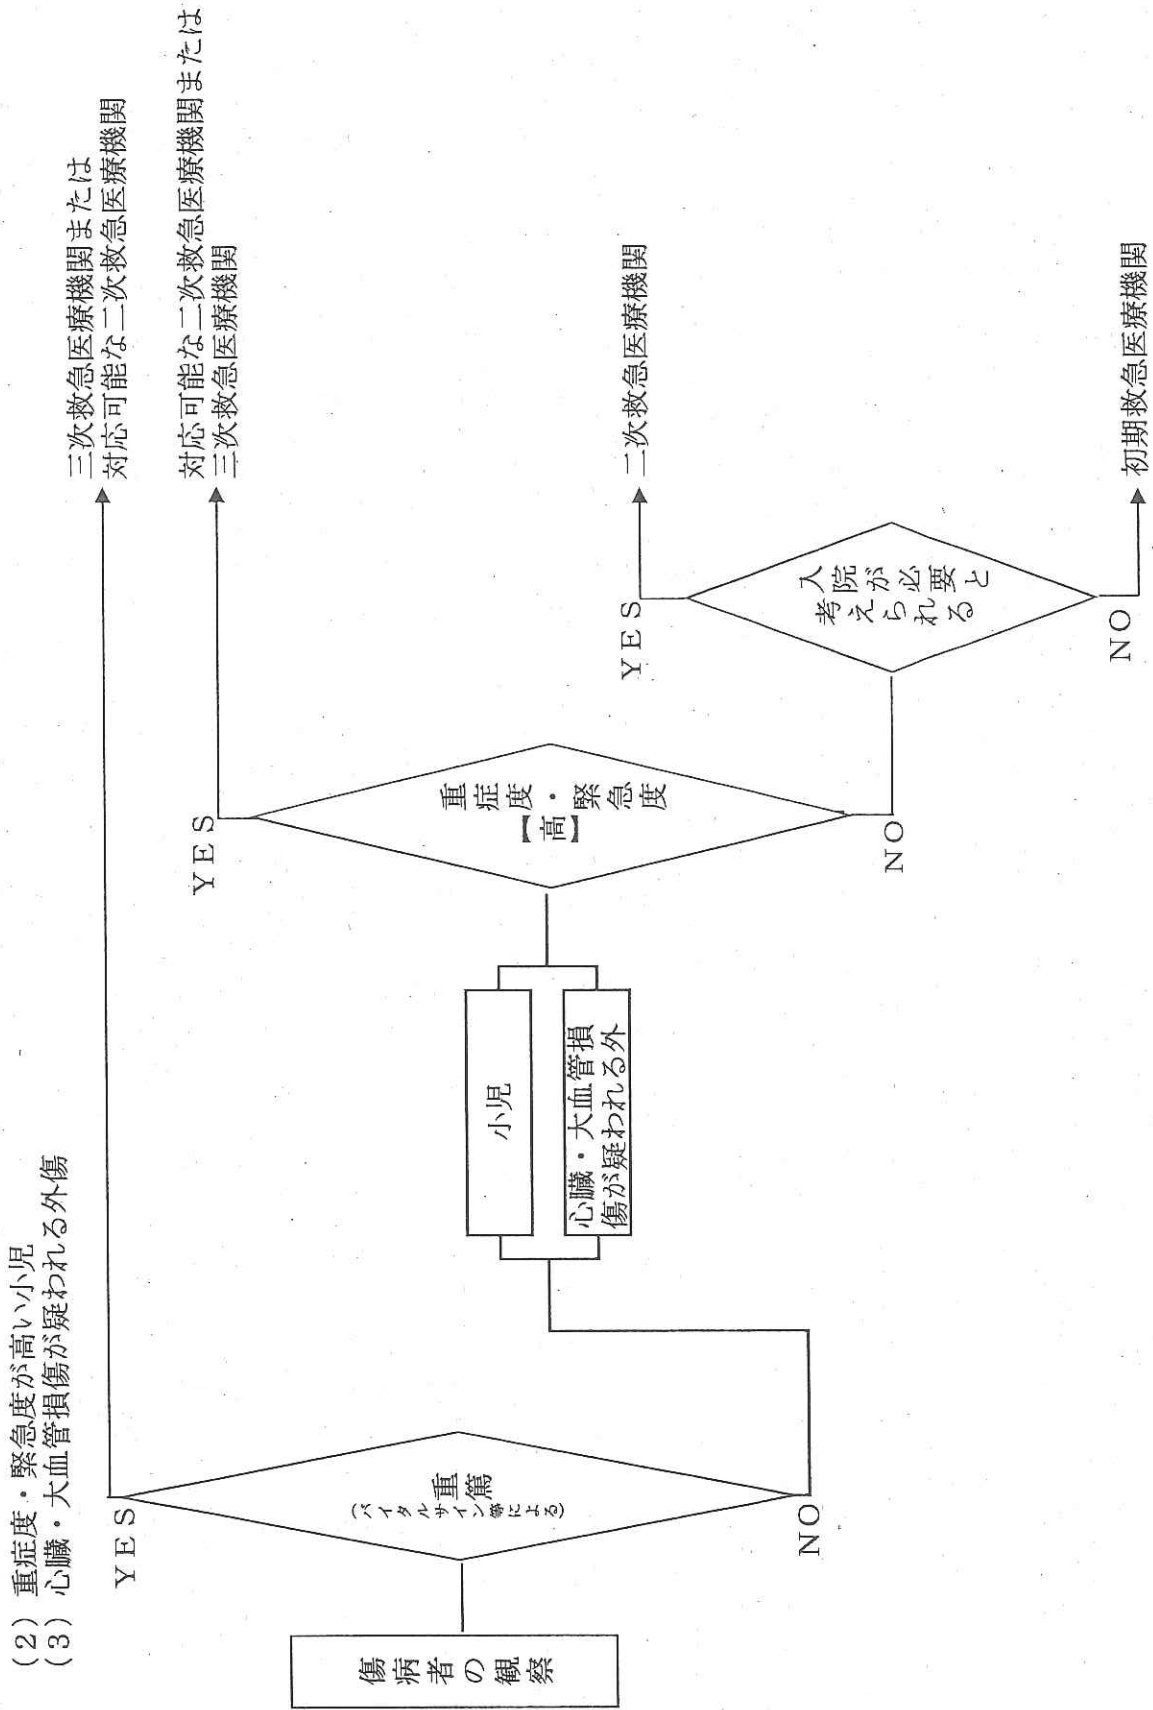 (2) 重症度・緊急度が高い小児
(3) 心臓・大血管損傷が疑われる外傷
傷病者の観察
重篤
(バイタルサイン等による)
YES
三次救急医療機関または
対応可能な二次救急医療機関
NO
小児
心臓・大血管損
傷が疑われる外
重症度・緊急度
【高】
YES
対応可能な二次救急医療機関または
三次救急医療機関
NO
入院が必要と
考えられる
YES
二次救急医療機関
NO
初期救急医療機関